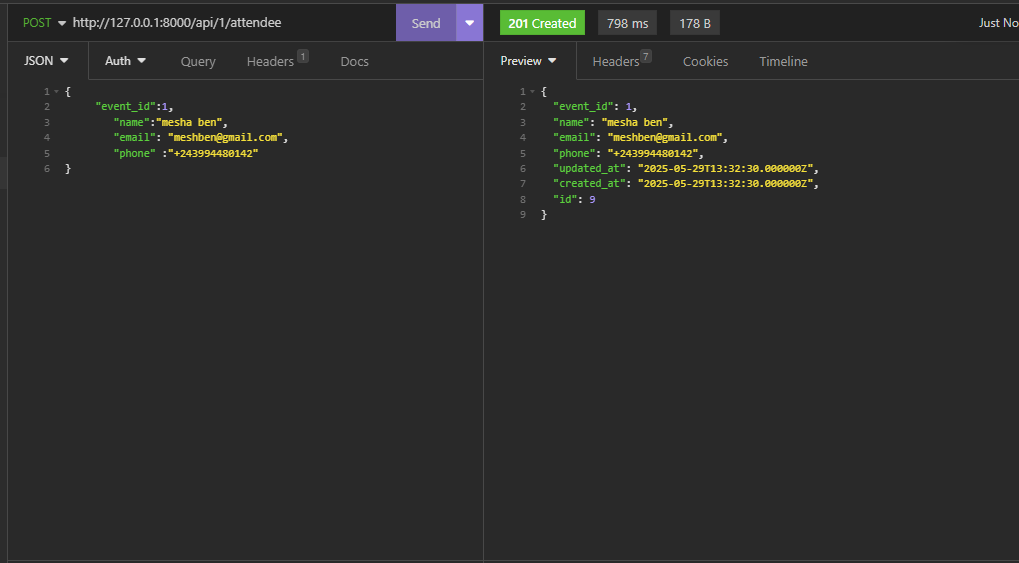 POST http://127.0.0.1:8000/api/1/attendee Send 201 Created 798 ms 178 B Just No
JSON Auth Query Headers 1 Docs Preview Headers 7 Cookies Timeline
1 {
2 "event_id":1,
3 "name":"mesha ben",
4 "email": "meshben@gmail.com",
5 "phone" :"+243994480142"
6 }
1 {
2 "event_id": 1,
3 "name": "mesha ben",
4 "email": "meshben@gmail.com",
5 "phone": "+243994480142",
6 "updated_at": "2025-05-29T13:32:30.000000Z",
7 "created_at": "2025-05-29T13:32:30.000000Z",
8 "id": 9
9 }